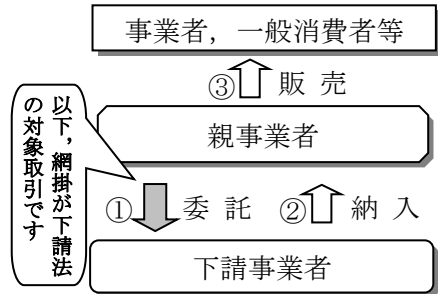 事業者，一般消費者等
③ 販 売
親事業者
以下，網掛が下請法
の対象取引です
① 委 託 ② 納 入
下請事業者